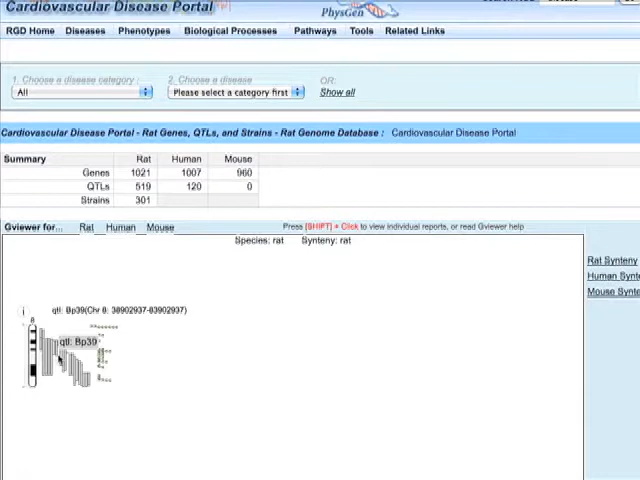 Cardiovascular Disease Portal
PhysGen
RGD Home Diseases Phenotypes Biological Processes Pathways Tools Related Links
1. Choose a disease category : 2. Choose a disease OR:
All Please select a category first Show all
Cardiovascular Disease Portal - Rat Genes, QTLs, and Strains - Rat Genome Database : Cardiovascular Disease Portal
Summary Rat Human Mouse
Genes 1021 1007 960
QTLs 519 120 0
Strains 301
Gviewer for... Rat Human Mouse Press [SHIFT] + Click to view individual reports, or read Gviewer help
Species: rat Synteny: rat
Rat Synteny
Human Synte
Mouse Synte
qtl: Bp39(Chr 8: 38902937-83902937)
8
qtl: Bp39